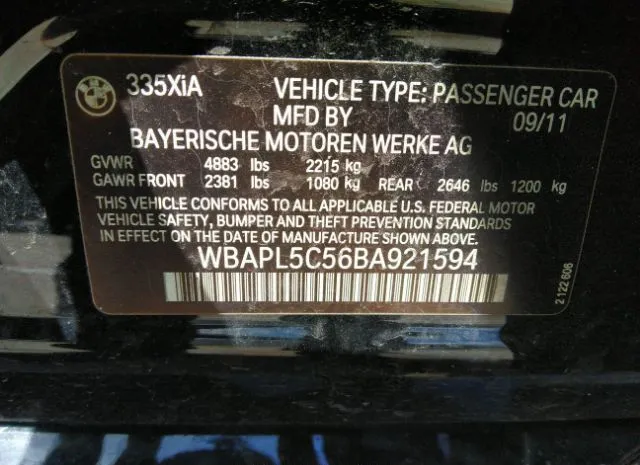 335XiA VEHICLE TYPE: PASSENGER CAR
MFD BY 09/11
BAYERISCHE MOTOREN WERKE AG
GVWR 4883 lbs 2215 kg
GAWR FRONT 2381 lbs 1080 kg REAR 2646 lbs 1200 kg
THIS VEHICLE CONFORMS TO ALL APPLICABLE U.S. FEDERAL MOTOR
VEHICLE SAFETY, BUMPER AND THEFT PREVENTION STANDARDS
IN EFFECT ON THE DATE OF MANUFACTURE SHOWN ABOVE.
WBAPL5C56BA921594
2 122 606